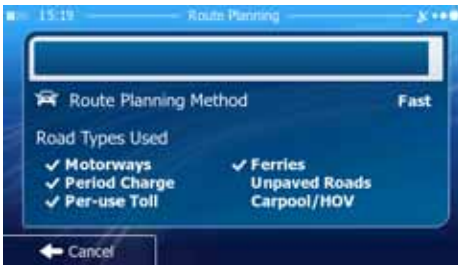 15:19 Route Planning
Route Planning Method Fast
Road Types Used
Motorways Ferries
Period Charge Unpaved Roads
Per-use Toll Carpool/HOV
Cancel